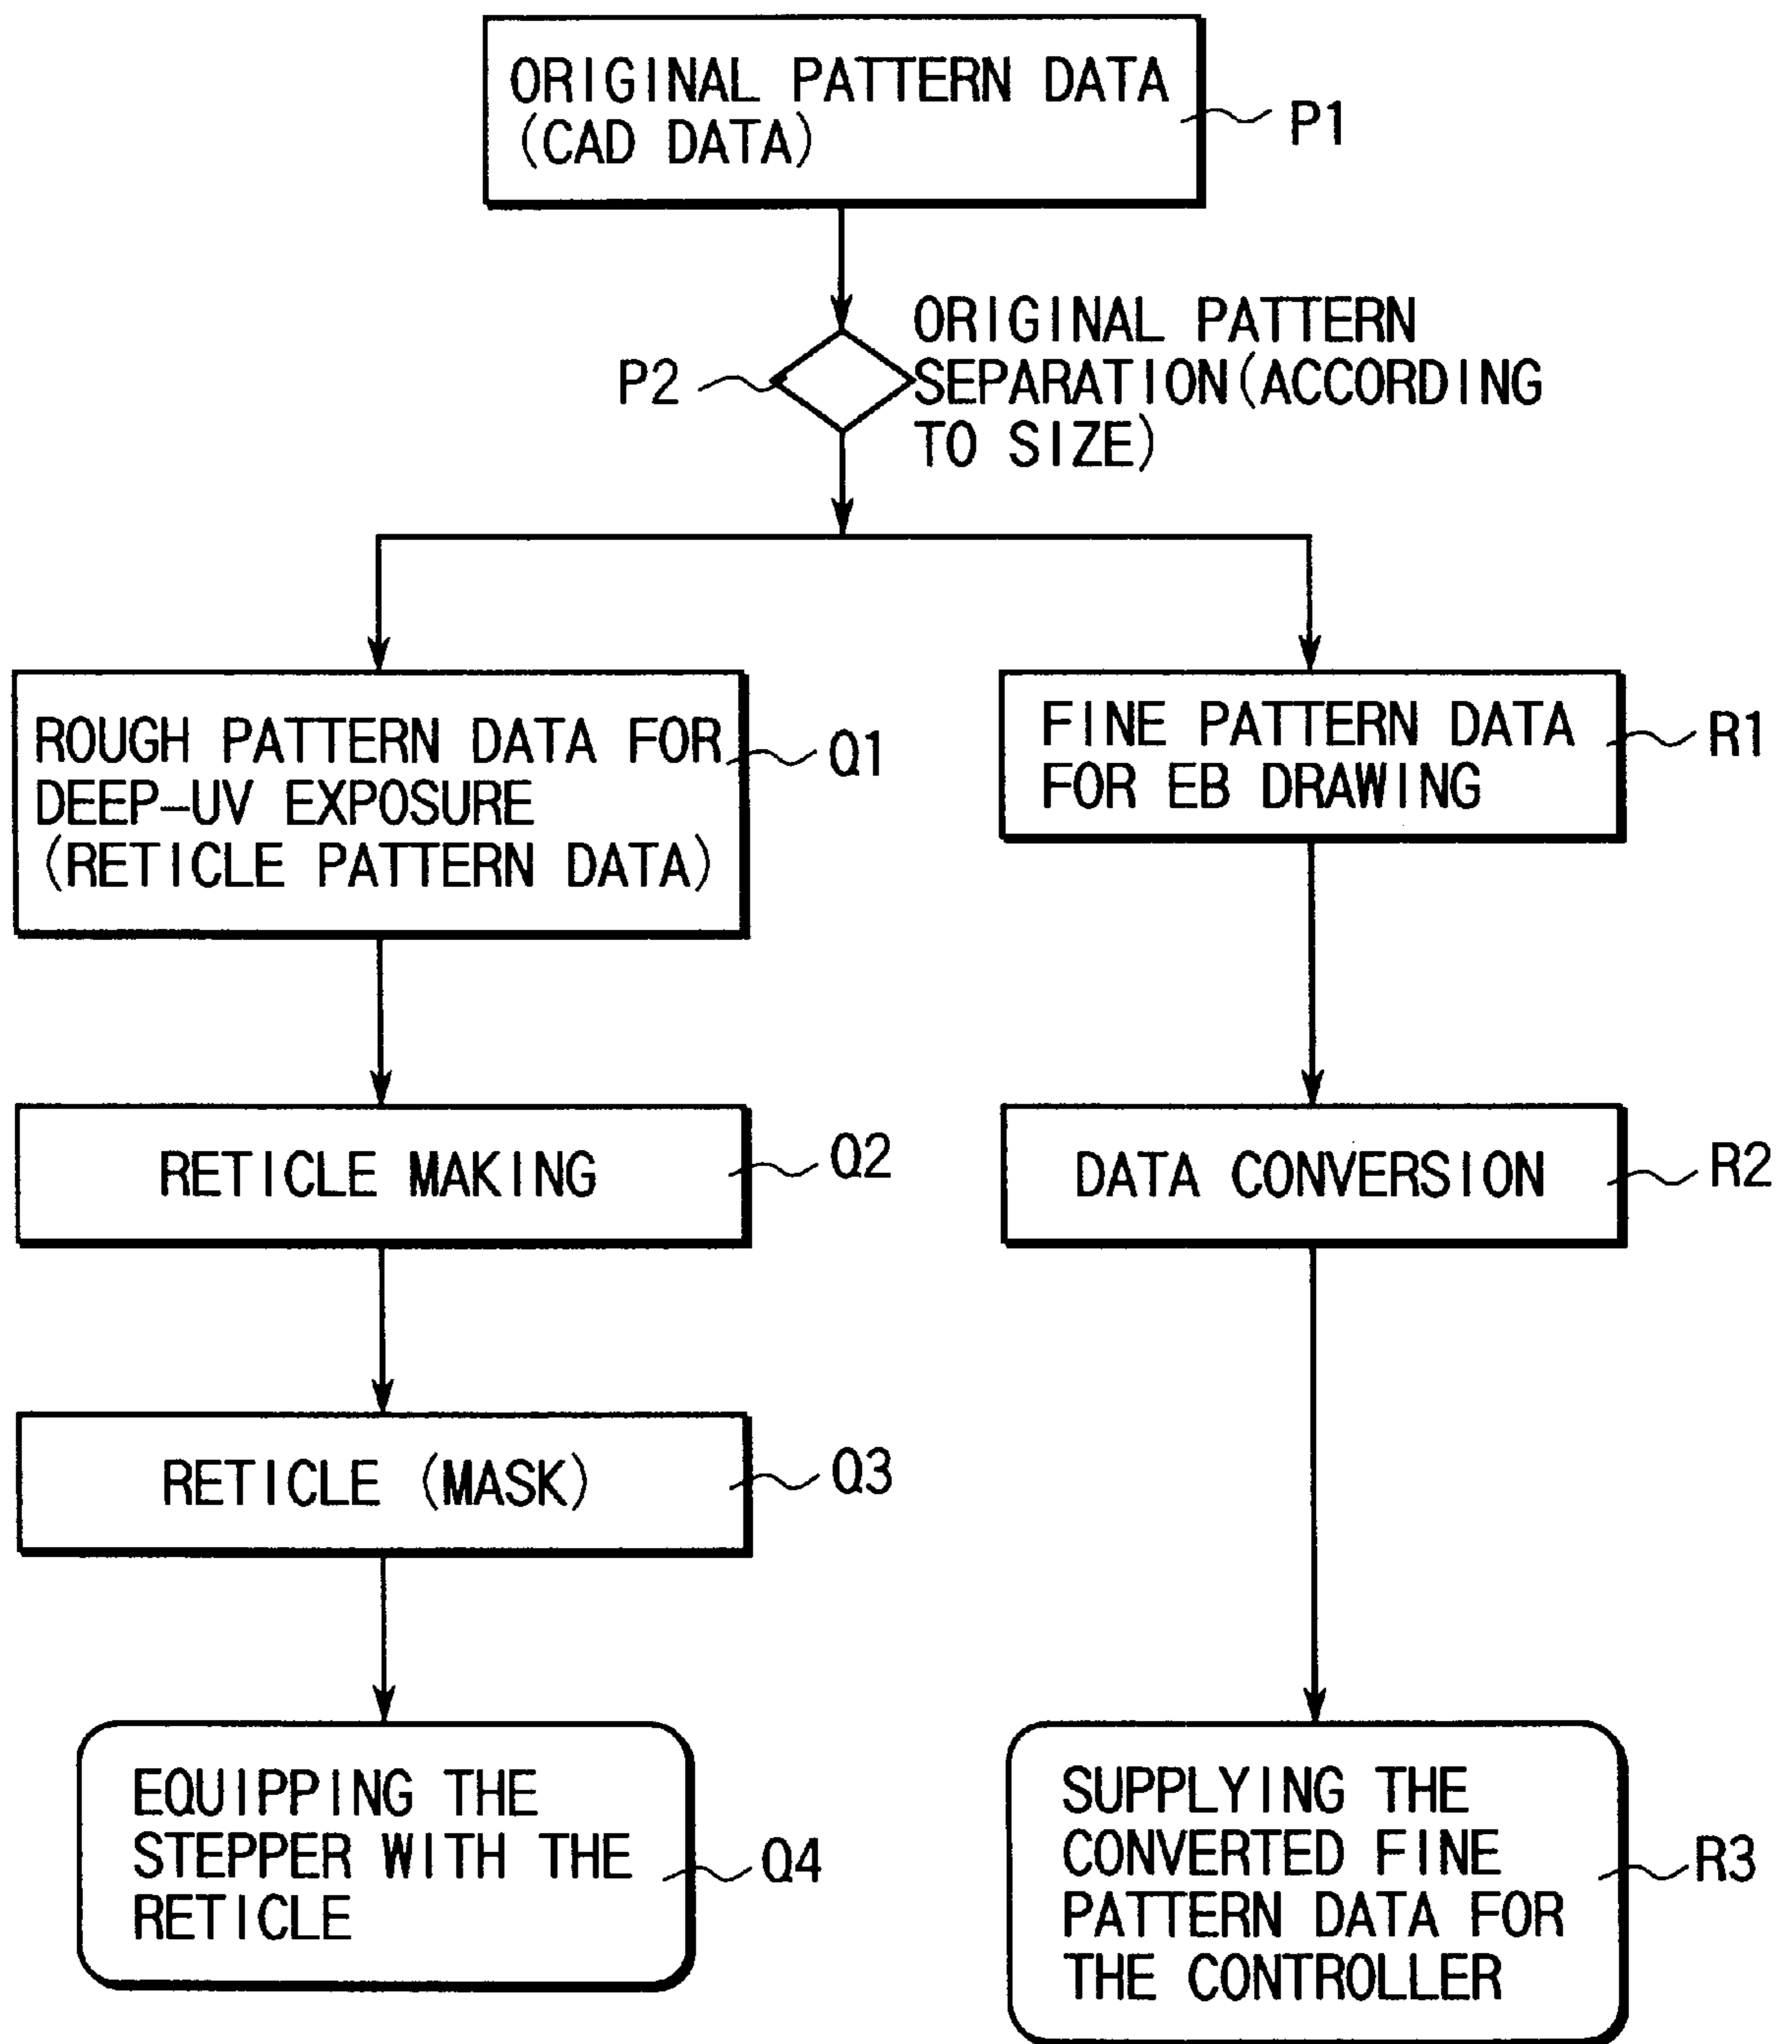 ORIGINAL PATTERN DATA
(CAD DATA)
P1
ORIGINAL PATTERN
SEPARATION(ACCORDING
TO SIZE)
P2
ROUGH PATTERN DATA FOR
DEEP-UV EXPOSURE
(RETICLE PATTERN DATA)
Q1
FINE PATTERN DATA
FOR EB DRAWING
R1
RETICLE MAKING
Q2
DATA CONVERSION
R2
RETICLE (MASK)
Q3
EQUIPPING THE
STEPPER WITH THE
RETICLE
Q4
SUPPLYING THE
CONVERTED FINE
PATTERN DATA FOR
THE CONTROLLER
R3